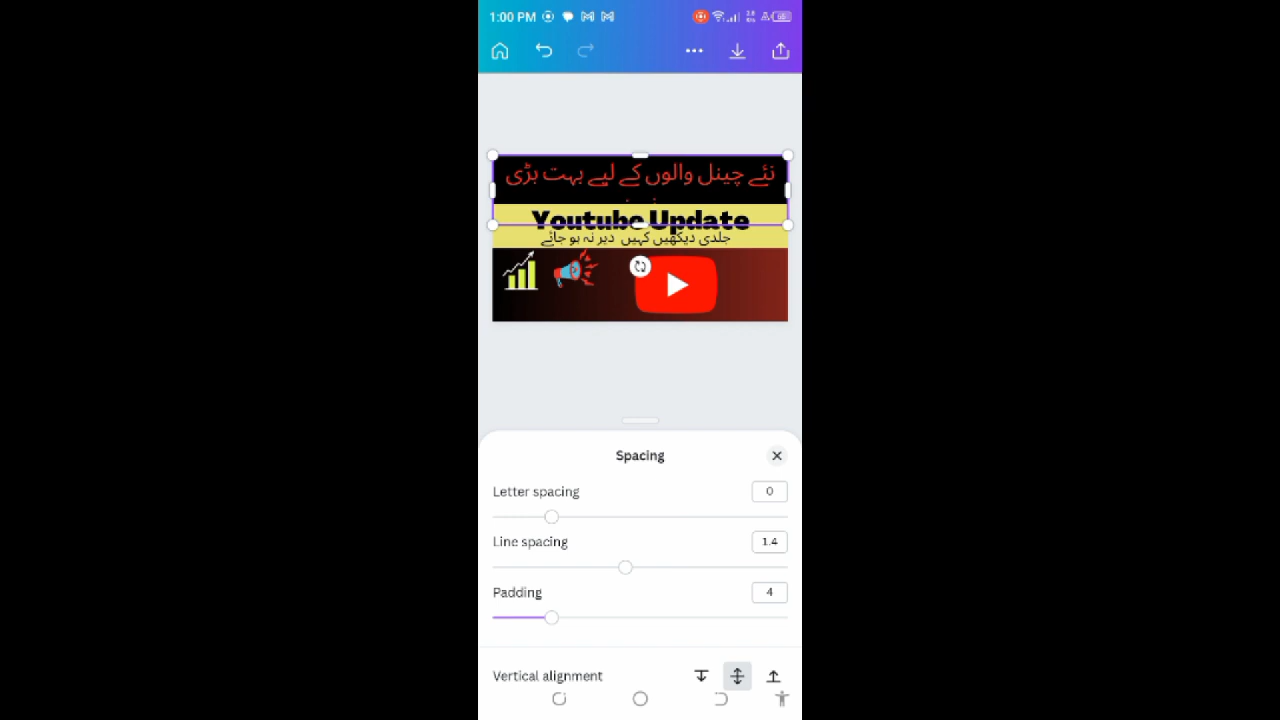 1:00 PM
نئے چینل والوں کے لیے بہت بڑی
Youtube Update
جلدی دیکھیں کہیں دیر نہ ہو جائے
Spacing
Letter spacing 0
Line spacing 1.4
Padding 4
Vertical alignment